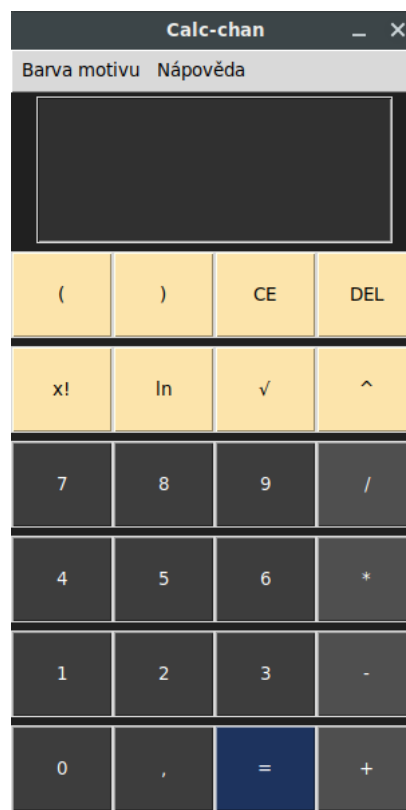 Calc-chan
Barva motivu Nápověda
( ) CE DEL
x! ln √ ^
7 8 9 /
4 5 6 *
1 2 3 -
0 , = +